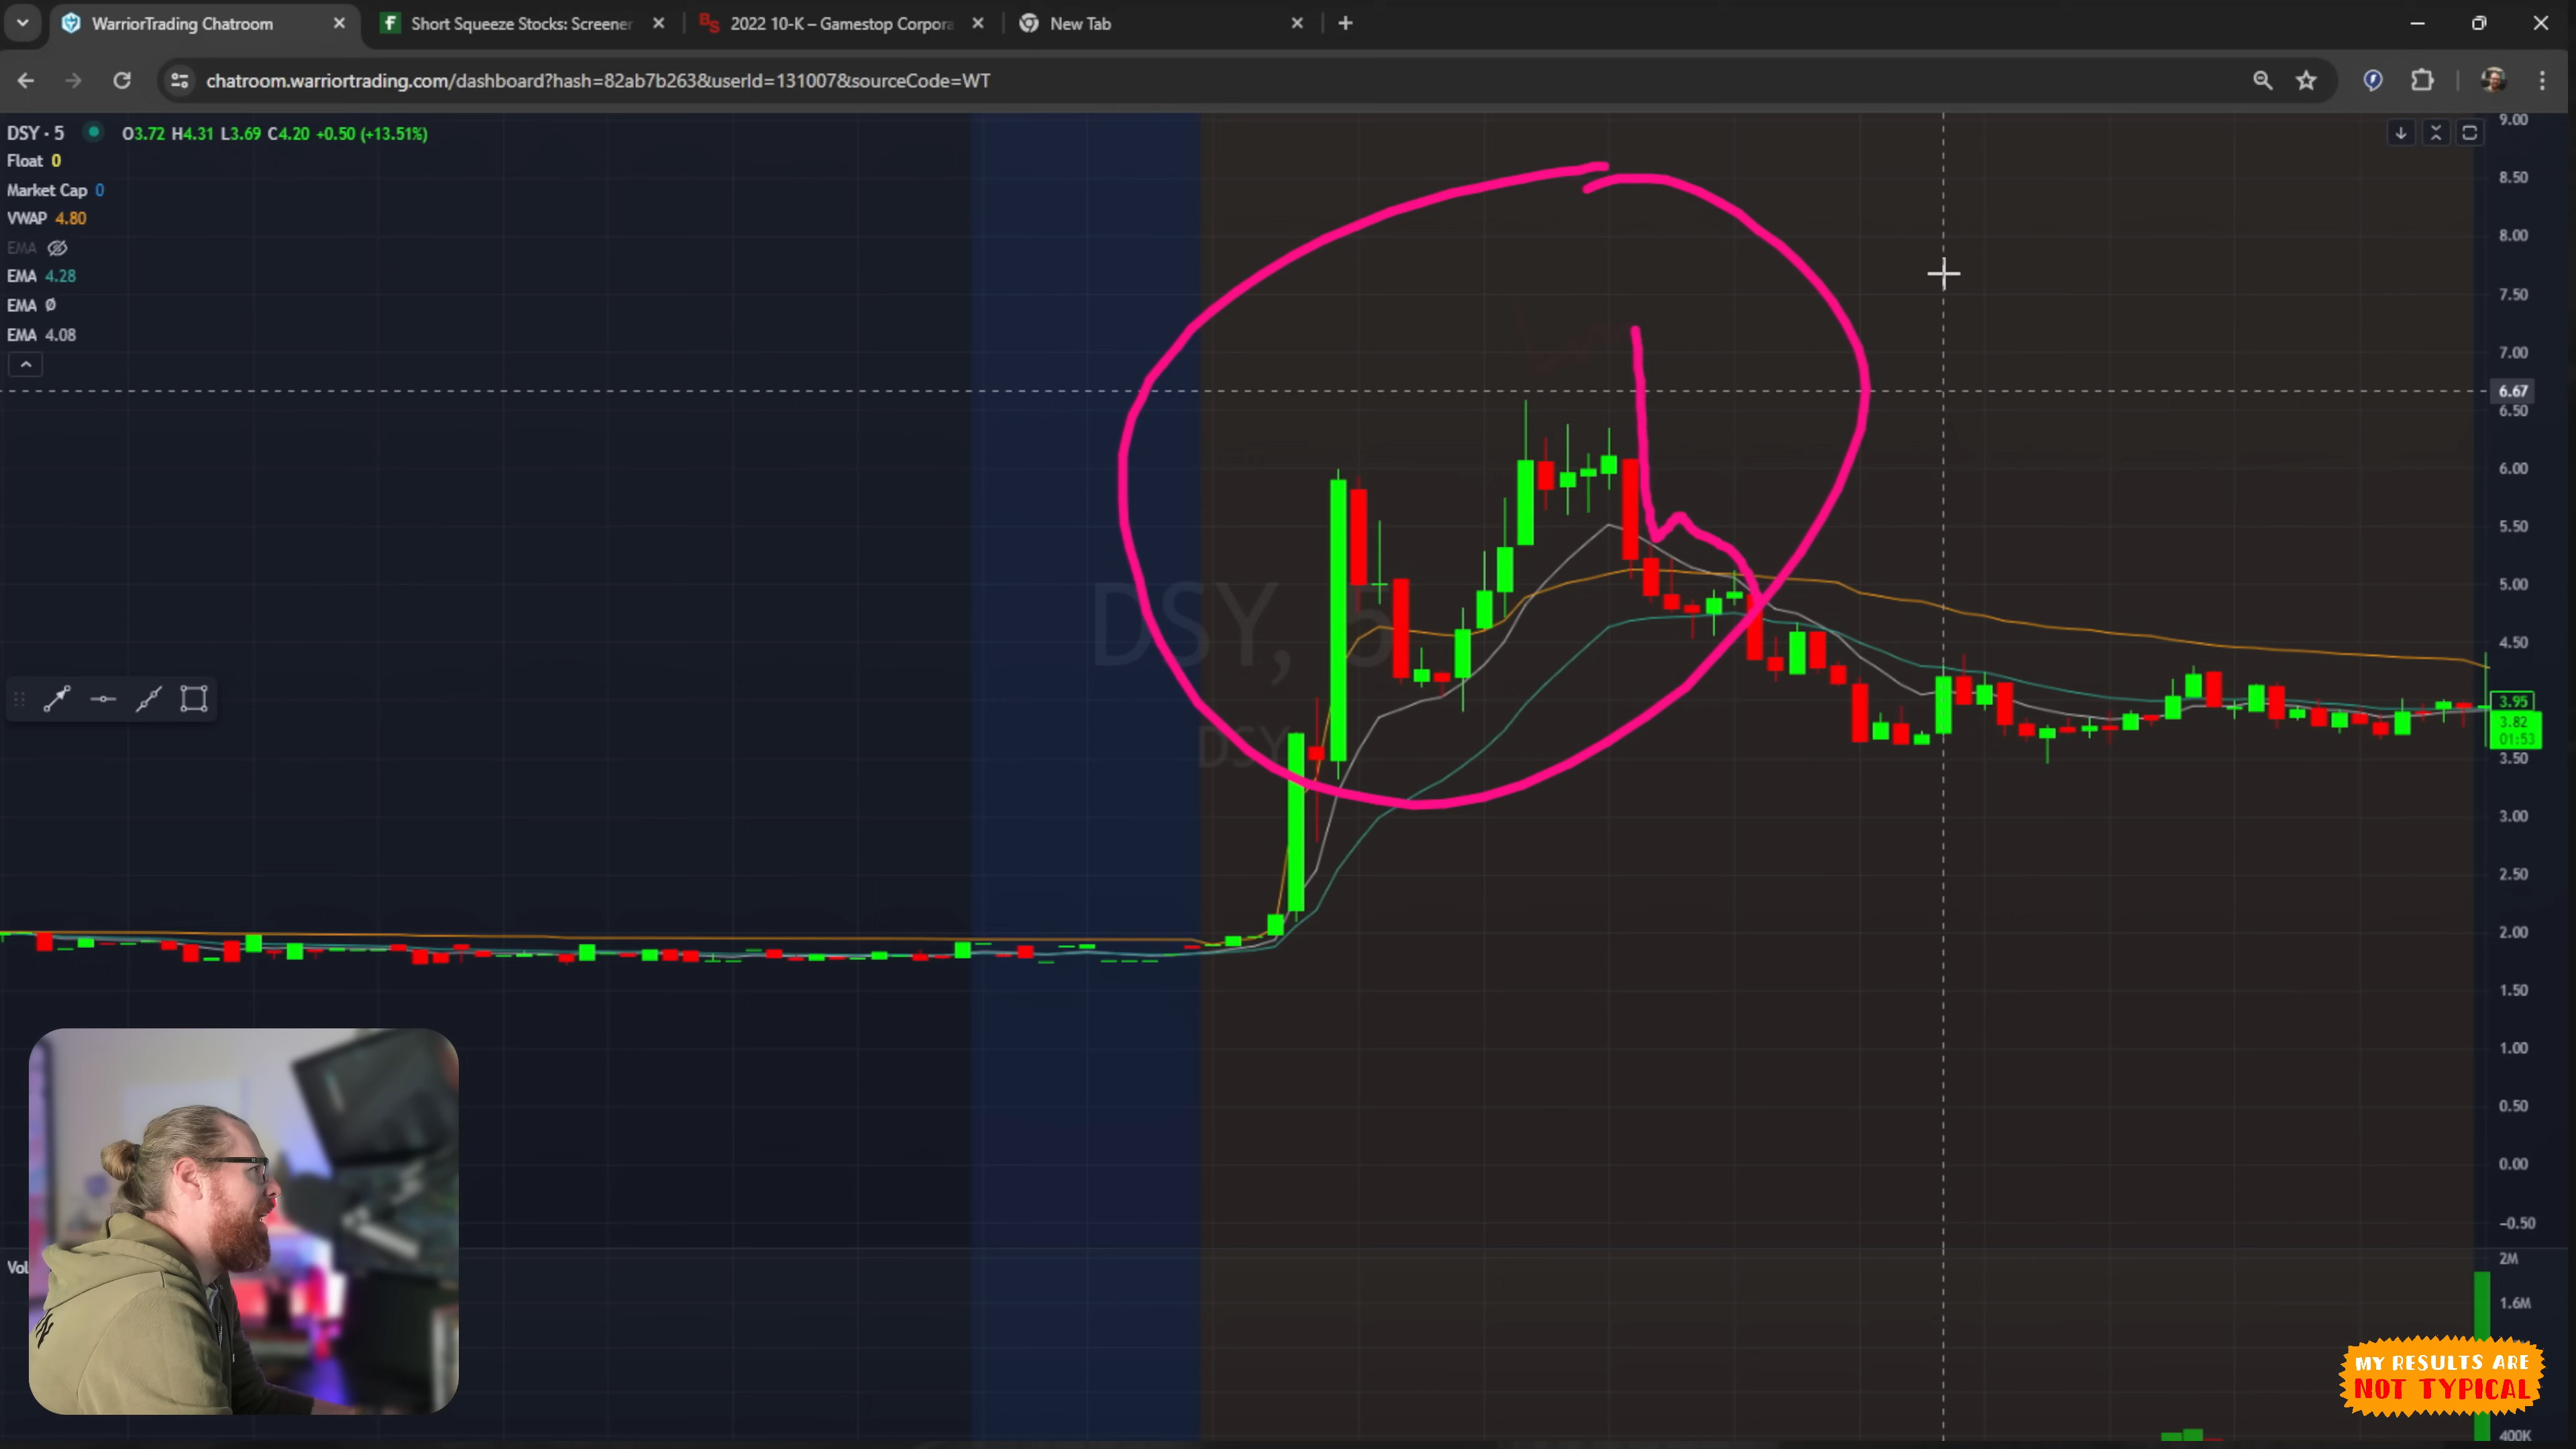 WarriorTrading Chatroom
Short Squeeze Stocks: Screener
BS 2022 10-K – Gamestop Corpora
New Tab
chatroom.warriortrading.com/dashboard?hash=82ab7b263&userId=131007&sourceCode=WT
DSY · 5 O3.72 H4.31 L3.69 C4.20 +0.50 (+13.51%)
Float 0
Market Cap 0
VWAP 4.80
EMA
EMA 4.28
EMA Ø
EMA 4.08
DSY, 5
DSY
9.00
8.50
8.00
7.50
7.00
6.67
6.50
6.00
5.50
5.00
4.50
3.95
3.82
01:53
3.50
3.00
2.50
2.00
1.50
1.00
0.50
0.00
−0.50
Vol
2M
1.6M
400K
MY RESULTS ARE
NOT TYPICAL